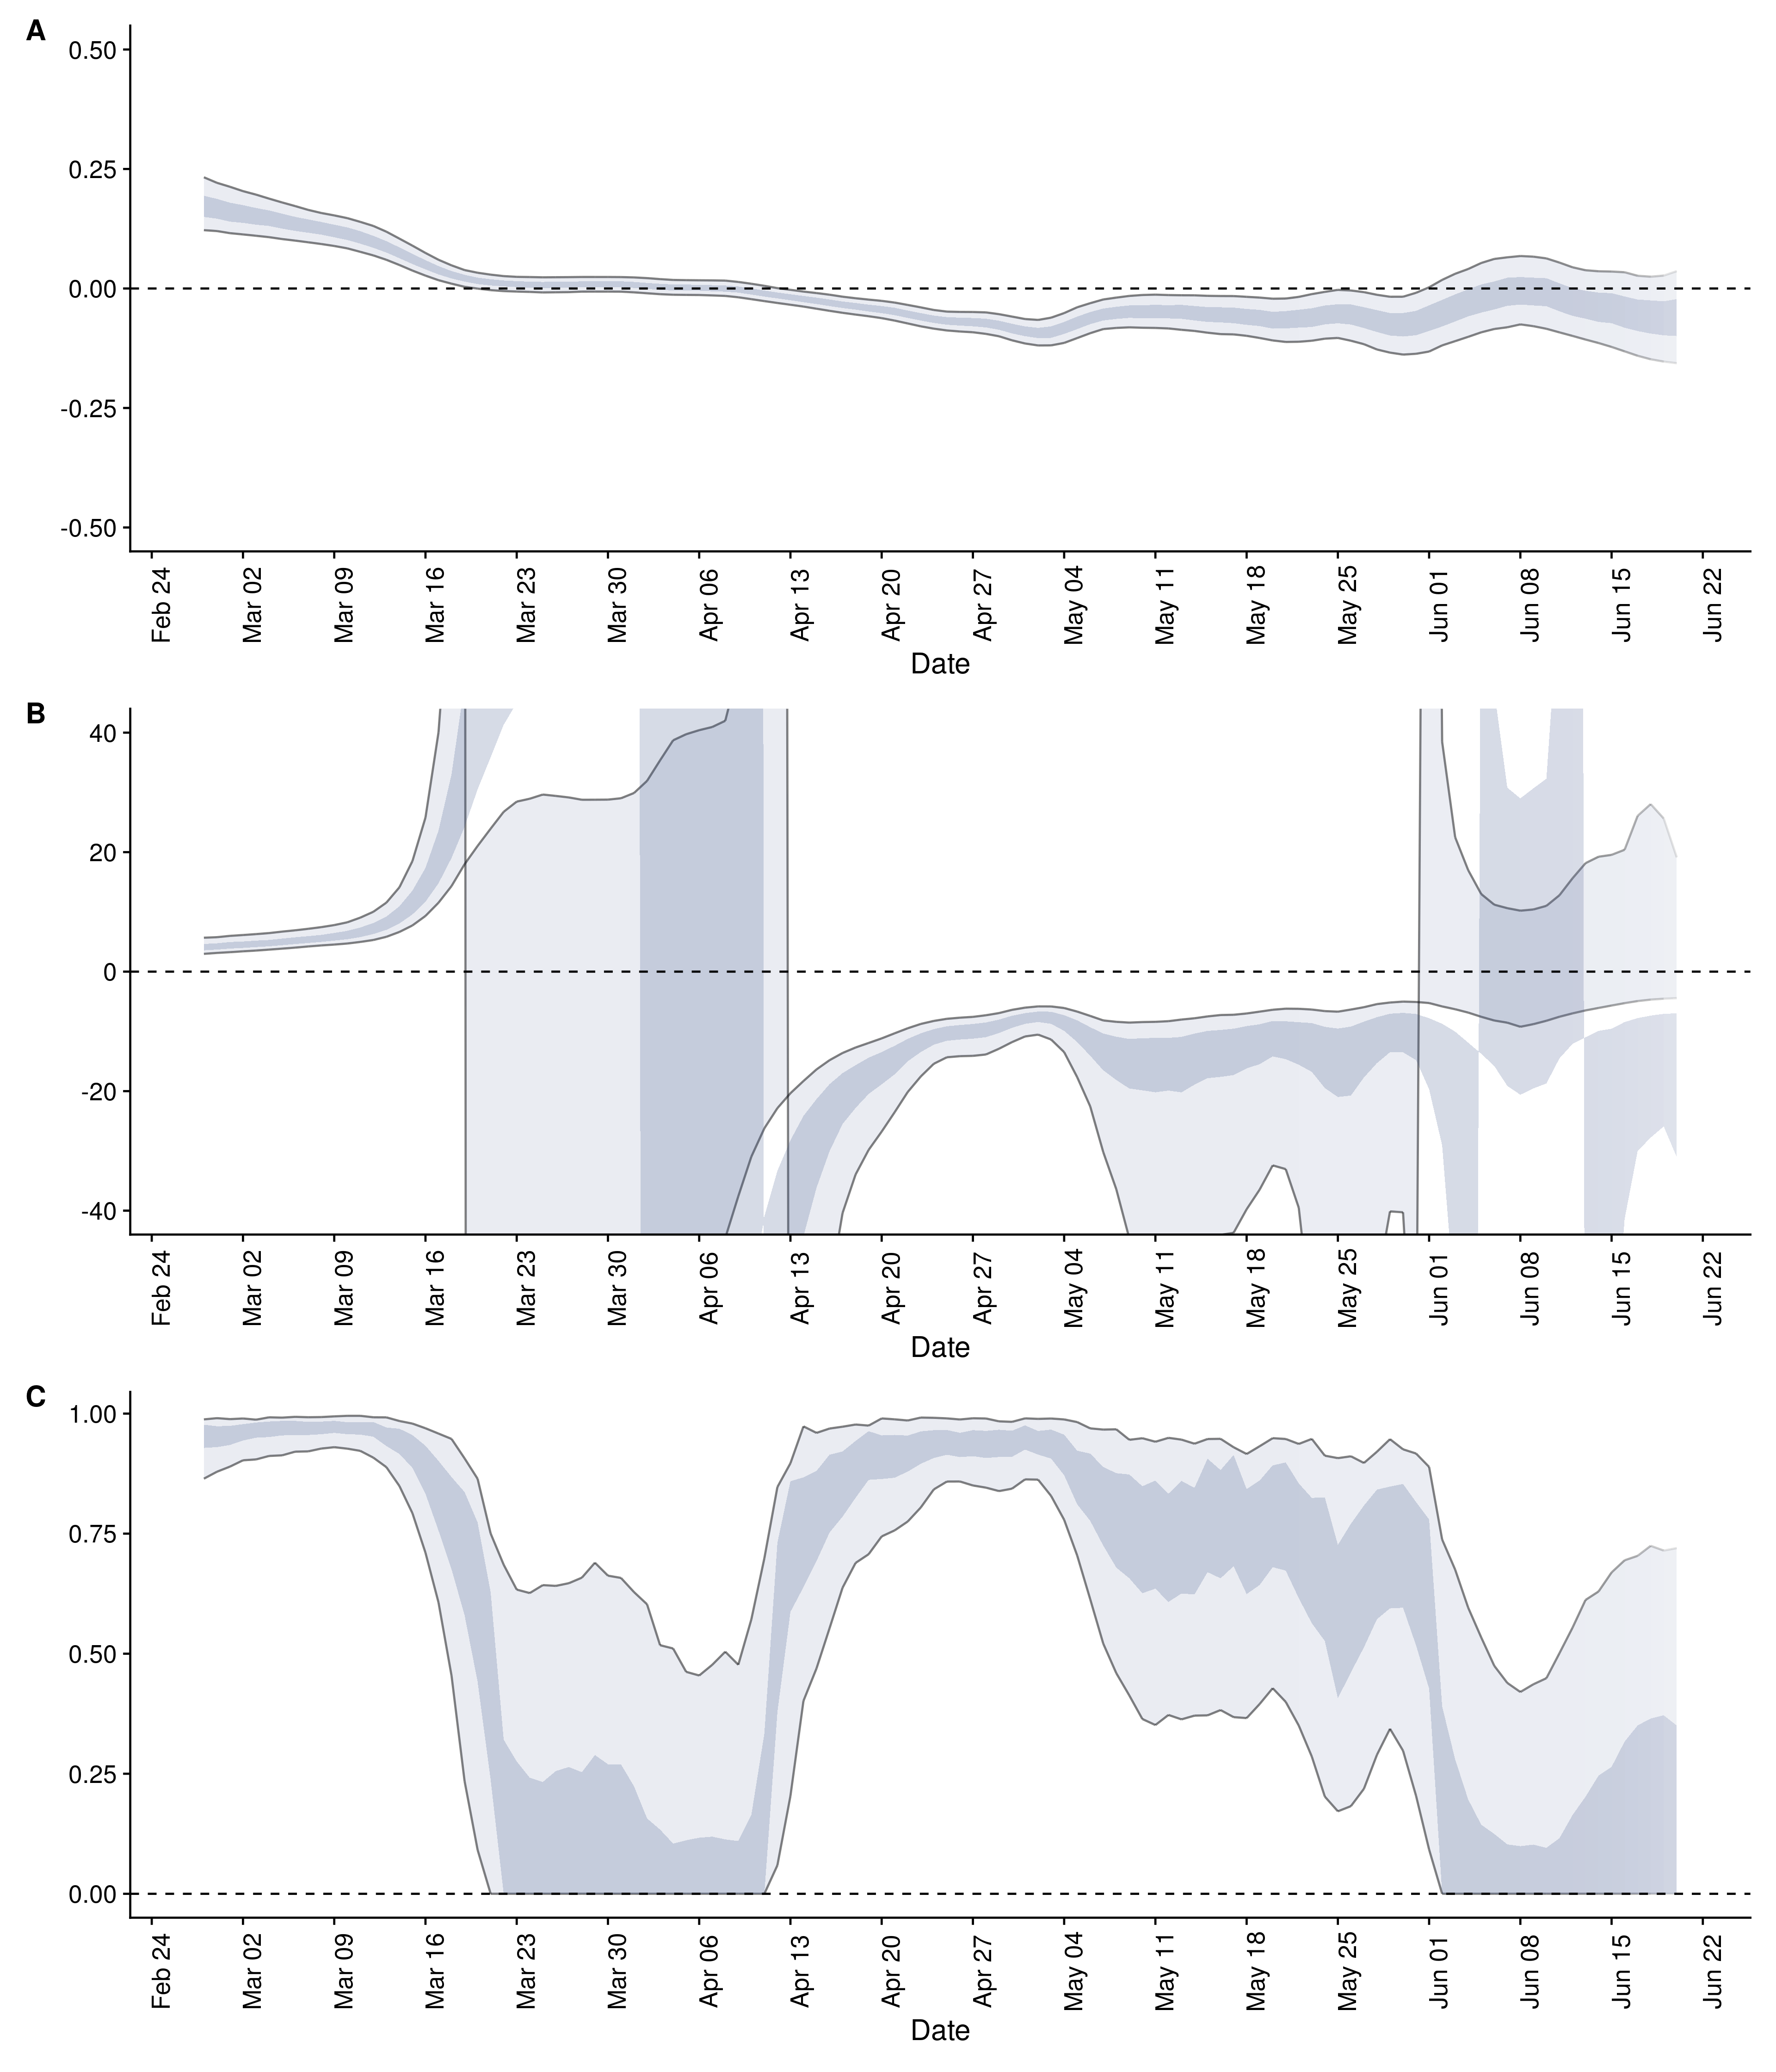 A
0.50
0.25
0.00
-0.25
-0.50
Feb 24
Mar 02
Mar 09
Mar 16
Mar 23
Mar 30
Apr 06
Apr 13
Apr 20
Apr 27
May 04
May 11
May 18
May 25
Jun 01
Jun 08
Jun 15
Jun 22
Date
B
40
20
0
-20
-40
Feb 24
Mar 02
Mar 09
Mar 16
Mar 23
Mar 30
Apr 06
Apr 13
Apr 20
Apr 27
May 04
May 11
May 18
May 25
Jun 01
Jun 08
Jun 15
Jun 22
Date
C
1.00
0.75
0.50
0.25
0.00
Feb 24
Mar 02
Mar 09
Mar 16
Mar 23
Mar 30
Apr 06
Apr 13
Apr 20
Apr 27
May 04
May 11
May 18
May 25
Jun 01
Jun 08
Jun 15
Jun 22
Date